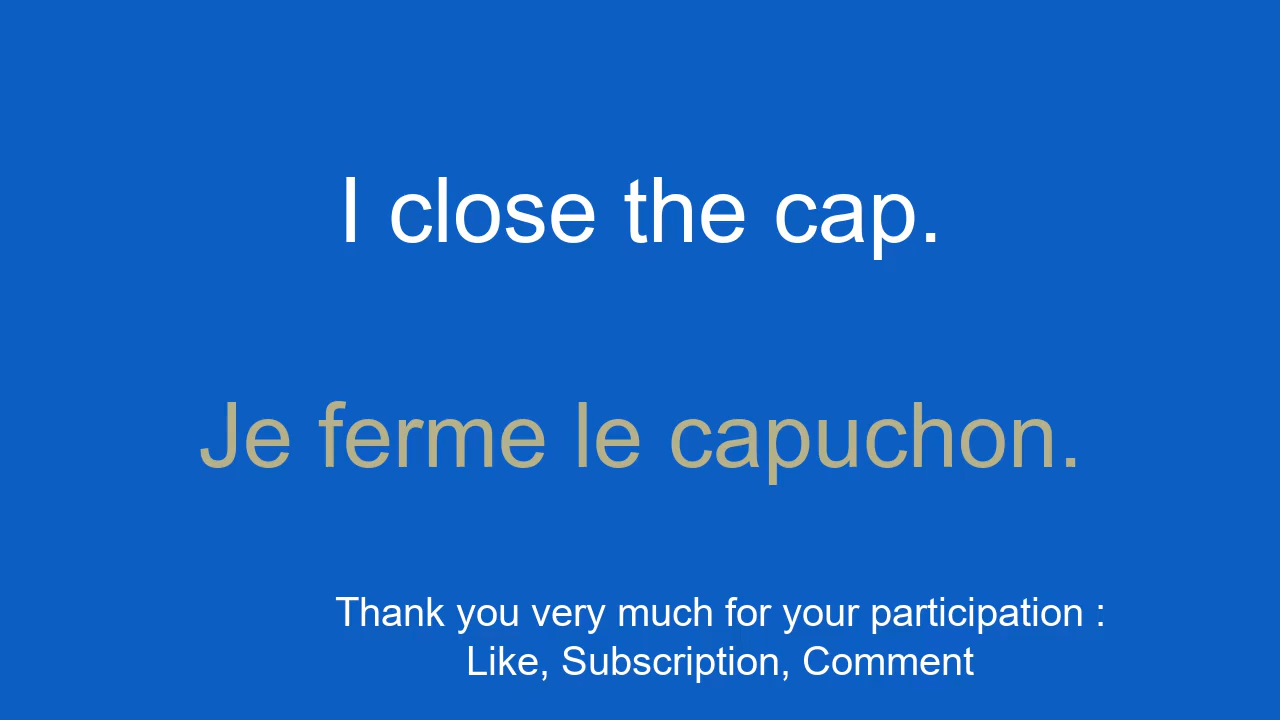 I close the cap.
Je ferme le capuchon.
Thank you very much for your participation :
Like, Subscription, Comment